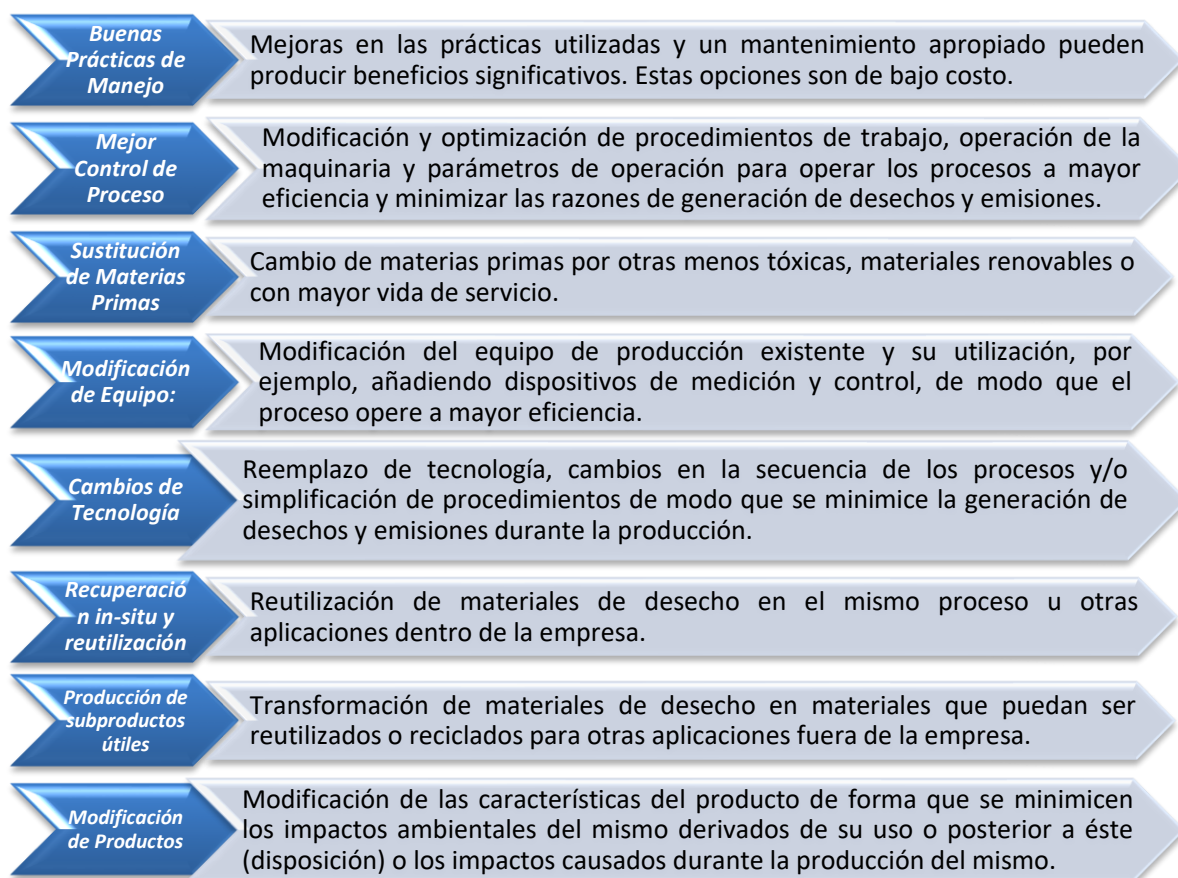 Buenas
Prácticas de
Manejo
Mejoras en las prácticas utilizadas y un mantenimiento apropiado pueden
producir beneficios significativos. Estas opciones son de bajo costo.
Mejor
Control de
Proceso
Modificación y optimización de procedimientos de trabajo, operación de la
maquinaria y parámetros de operación para operar los procesos a mayor
eficiencia y minimizar las razones de generación de desechos y emisiones.
Sustitución
de Materias
Primas
Cambio de materias primas por otras menos tóxicas, materiales renovables o
con mayor vida de servicio.
Modificación
de Equipo:
Modificación del equipo de producción existente y su utilización, por
ejemplo, añadiendo dispositivos de medición y control, de modo que el
proceso opere a mayor eficiencia.
Cambios de
Tecnología
Reemplazo de tecnología, cambios en la secuencia de los procesos y/o
simplificación de procedimientos de modo que se minimice la generación de
desechos y emisiones durante la producción.
Recuperació
n in-situ y
reutilización
Reutilización de materiales de desecho en el mismo proceso u otras
aplicaciones dentro de la empresa.
Producción de
subproductos
útiles
Transformación de materiales de desecho en materiales que puedan ser
reutilizados o reciclados para otras aplicaciones fuera de la empresa.
Modificación
de Productos
Modificación de las características del producto de forma que se minimicen
los impactos ambientales del mismo derivados de su uso o posterior a éste
(disposición) o los impactos causados durante la producción del mismo.